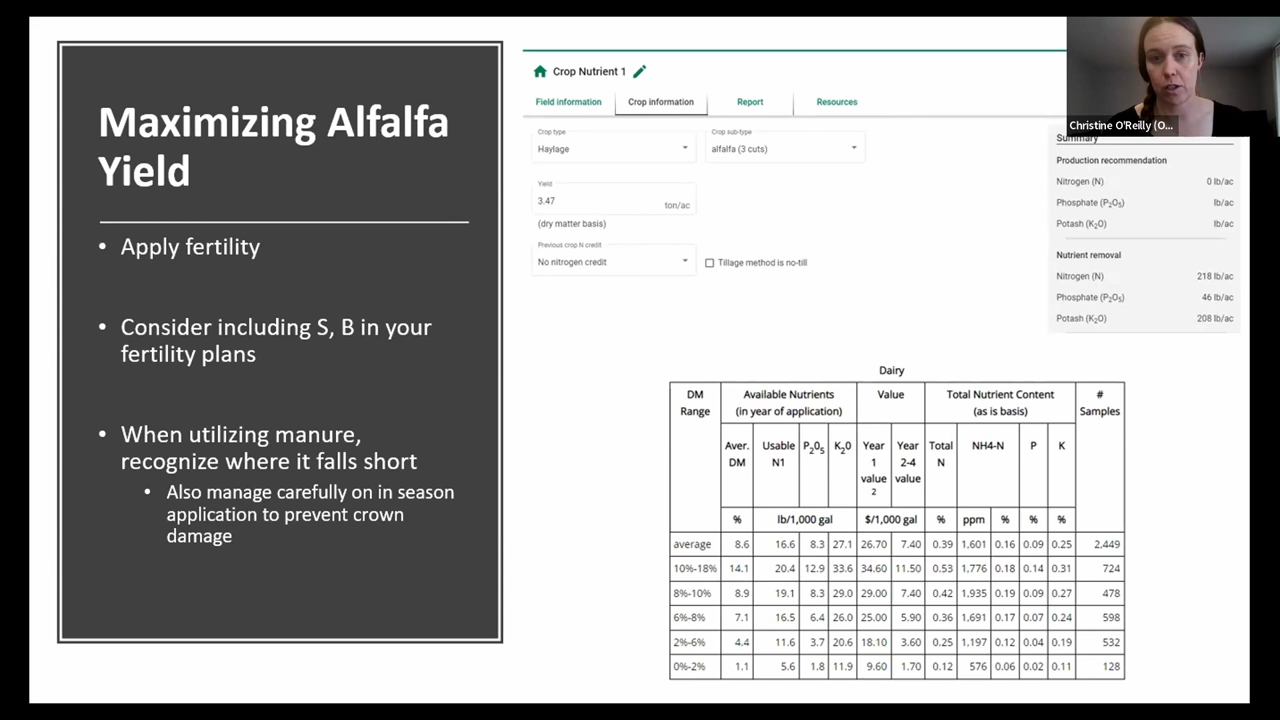 Maximizing Alfalfa
Yield
• Apply fertility
• Consider including S, B in your
fertility plans
• When utilizing manure,
recognize where it falls short
• Also manage carefully on in season
application to prevent crown
damage
Crop Nutrient 1
Field information Crop information Report Resources
Crop type
Haylage
Crop sub-type
alfalfa (3 cuts)
Yield
3.47 ton/ac
(dry matter basis)
Previous crop N credit
No nitrogen credit
Tillage method is no-till
Christine O'Reilly (O...
Summary
Production recommendation
Nitrogen (N) 0 lb/ac
Phosphate (P₂O₅) lb/ac
Potash (K₂O) lb/ac
Nutrient removal
Nitrogen (N) 218 lb/ac
Phosphate (P₂O₅) 46 lb/ac
Potash (K₂O) 208 lb/ac
Dairy
DM Range Available Nutrients (in year of application) Value Total Nutrient Content (as is basis) # Samples
Aver. DM Usable N1 P₂0₅ K₂0 Year 1 value 2 Year 2-4 value Total N NH4-N P K
% lb/1,000 gal $/1,000 gal % ppm % % %
average 8.6 16.6 8.3 27.1 26.70 7.40 0.39 1,601 0.16 0.09 0.25 2,449
10%-18% 14.1 20.4 12.9 33.6 34.60 11.50 0.53 1,776 0.18 0.14 0.31 724
8%-10% 8.9 19.1 8.3 29.0 29.00 7.40 0.42 1,935 0.19 0.09 0.27 478
6%-8% 7.1 16.5 6.4 26.0 25.00 5.90 0.36 1,691 0.17 0.07 0.24 598
2%-6% 4.4 11.6 3.7 20.6 18.10 3.60 0.25 1,197 0.12 0.04 0.19 532
0%-2% 1.1 5.6 1.8 11.9 9.60 1.70 0.12 576 0.06 0.02 0.11 128